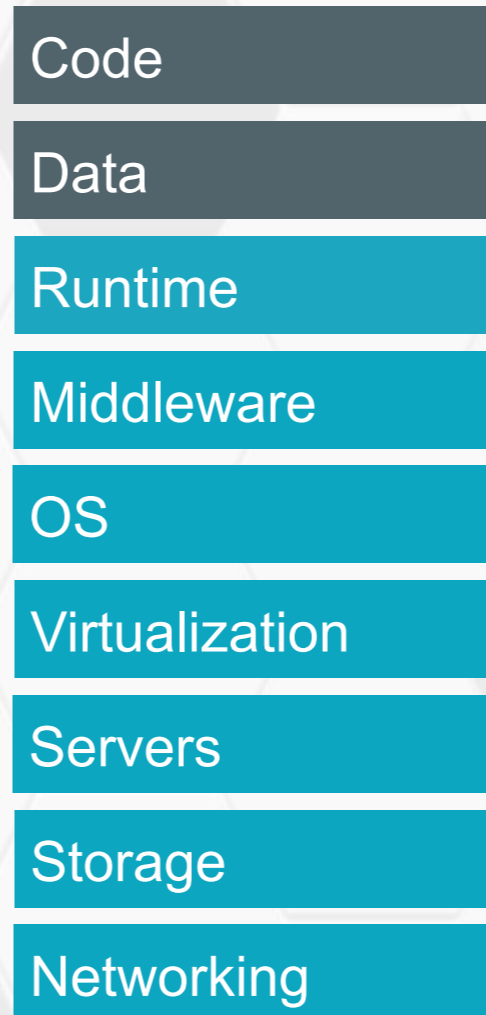 Code
Data
Runtime
Middleware
OS
Virtualization
Servers
Storage
Networking